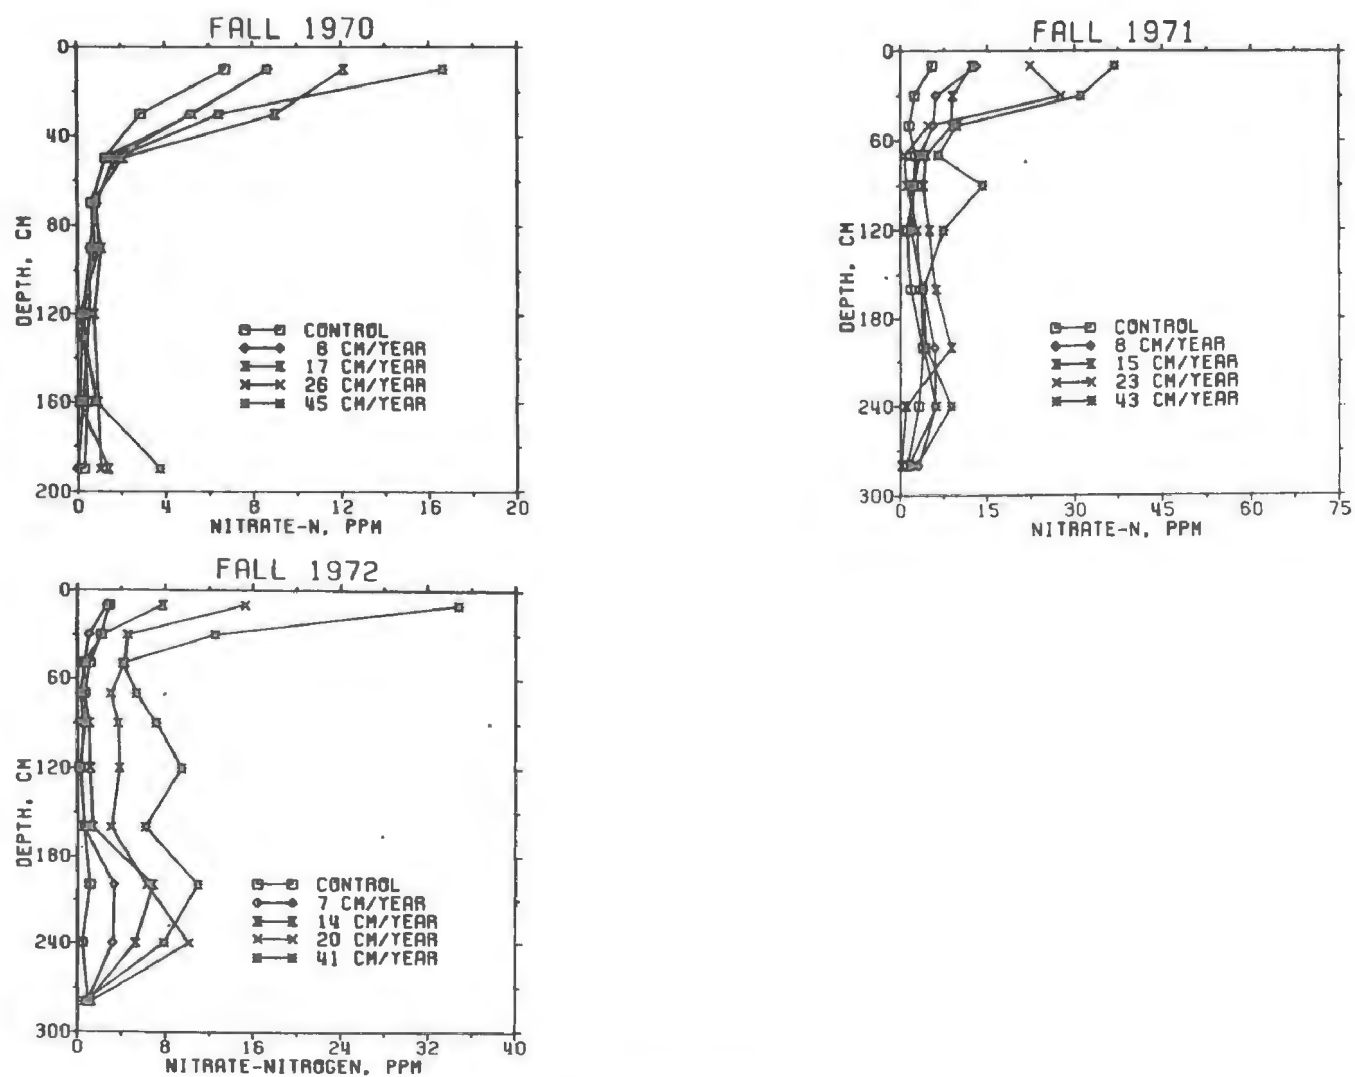 FALL 1970
0
40
80
120
160
200
DEPTH, CM
CONTROL
8 CM/YEAR
17 CM/YEAR
26 CM/YEAR
45 CM/YEAR
0 4 8 12 16 20
NITRATE-N, PPM
FALL 1971
0
60
120
180
240
300
DEPTH, CM
CONTROL
8 CM/YEAR
15 CM/YEAR
23 CM/YEAR
43 CM/YEAR
0 15 30 45 60 75
NITRATE-N, PPM
FALL 1972
0
60
120
180
240
300
DEPTH, CM
CONTROL
7 CM/YEAR
14 CM/YEAR
20 CM/YEAR
41 CM/YEAR
0 8 16 24 32 40
NITRATE-NITROGEN, PPM